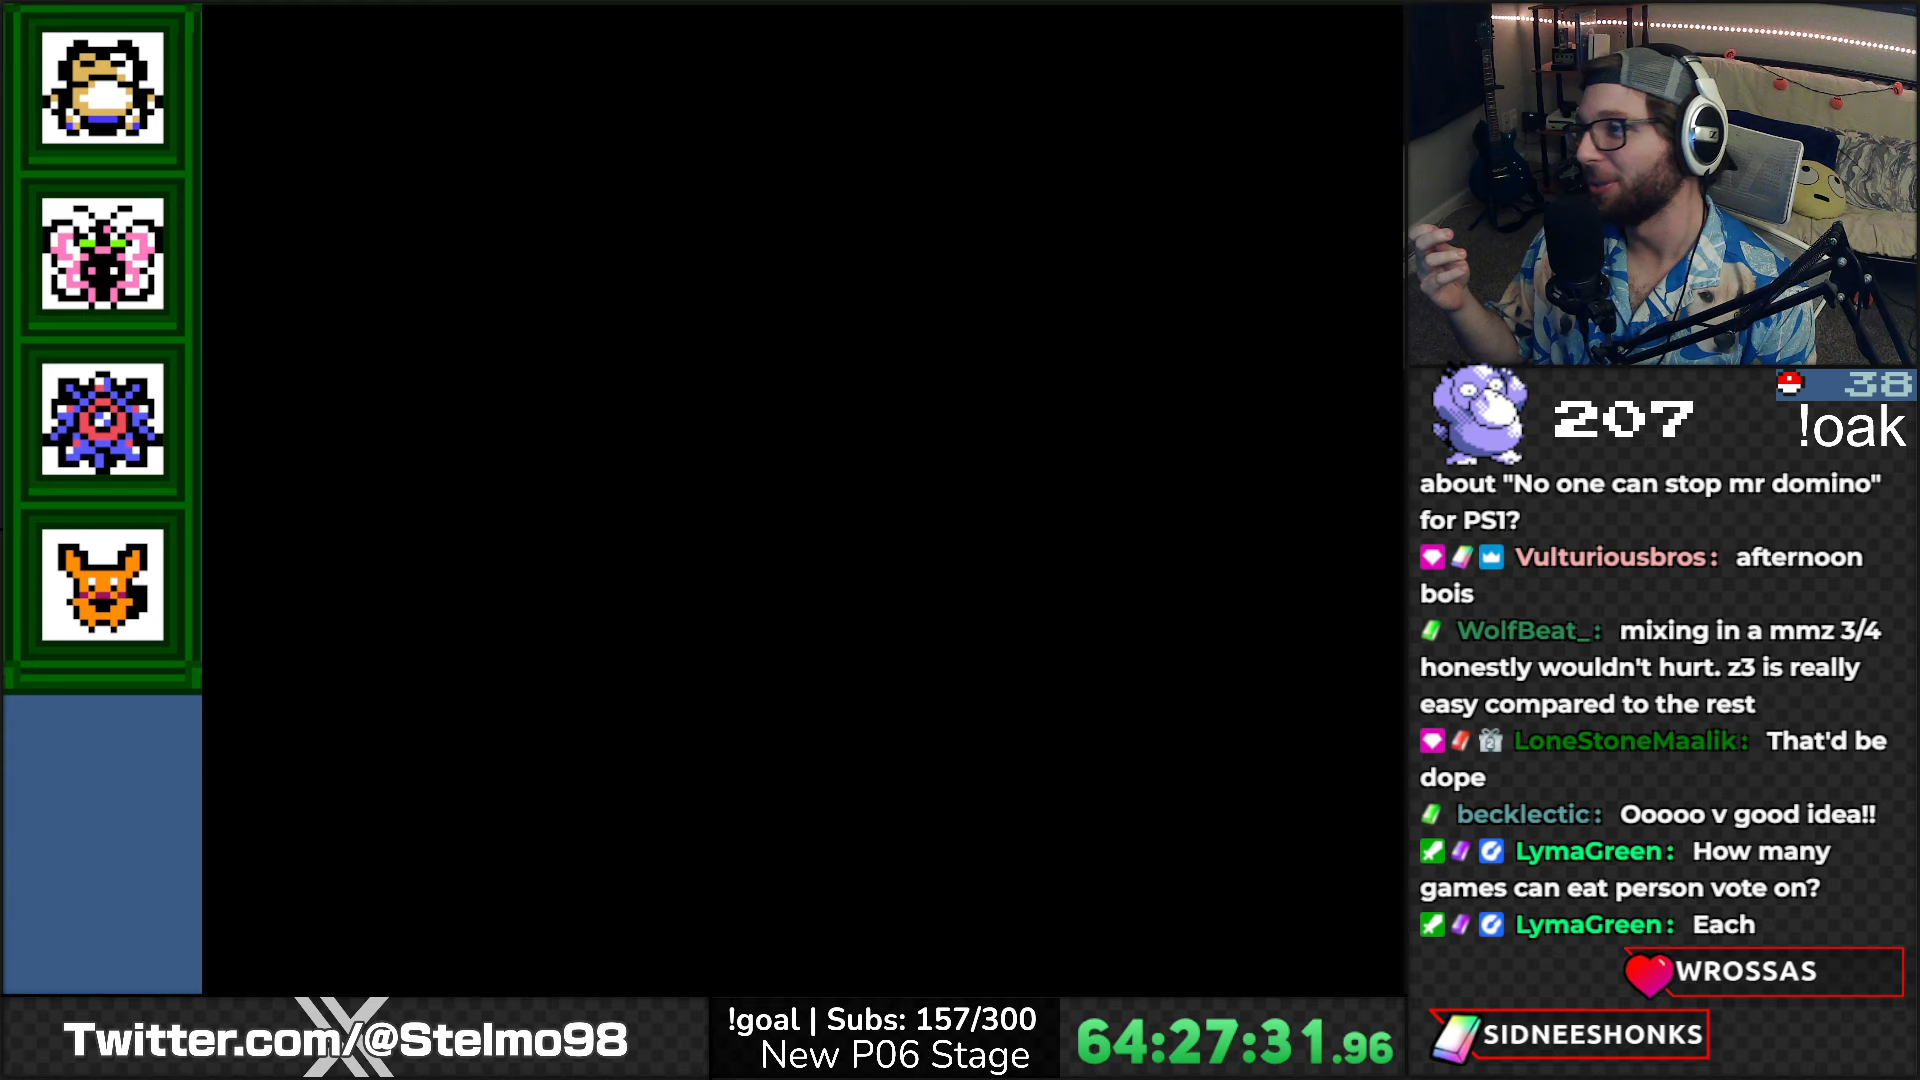 38
207
!oak
about "No one can stop mr domino"
for PS1?
Vulturiousbros: afternoon
bois
WolfBeat_: mixing in a mmz 3/4
honestly wouldn't hurt. z3 is really
easy compared to the rest
LoneStoneMaalik: That'd be
dope
becklectic: Ooooo v good idea!!
LymaGreen: How many
games can eat person vote on?
LymaGreen: Each
WROSSAS
SIDNEESHONKS
Twitter.com/@Stelmo98
!goal | Subs: 157/300
New P06 Stage
64:27:31.96